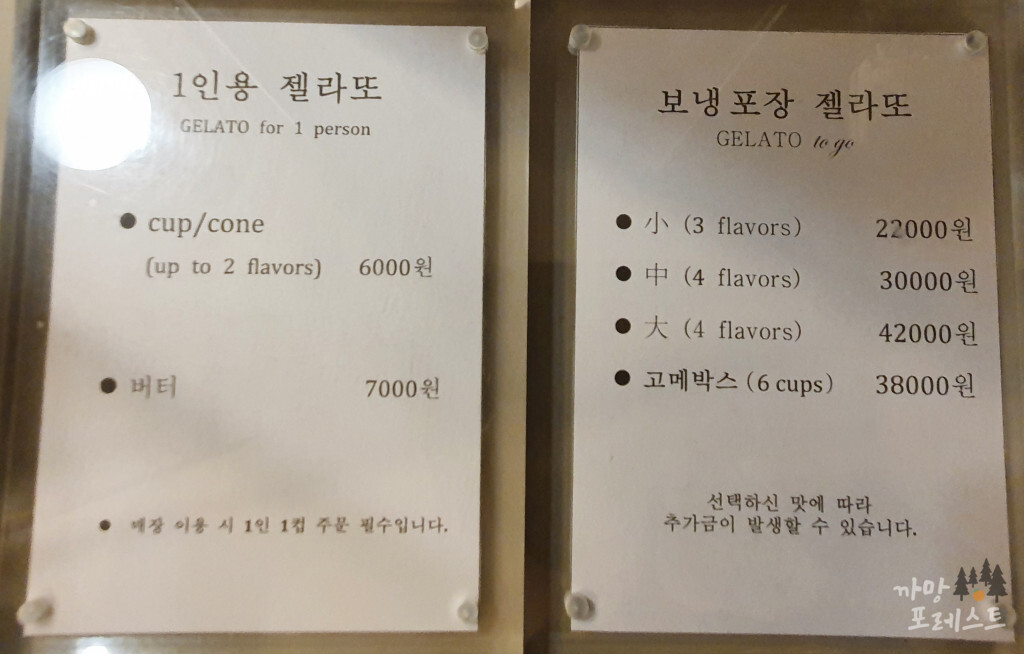 1인용 젤라또
GELATO for 1 person
● cup/cone
(up to 2 flavors) 6000원
● 버터 7000원
● 매장 이용 시 1인 1컵 주문 필수입니다.
보냉포장 젤라또
GELATO to go
● 小 (3 flavors) 22000원
● 中 (4 flavors) 30000원
● 大 (4 flavors) 42000원
● 고메박스 (6 cups) 38000원
선택하신 맛에 따라
추가금이 발생할 수 있습니다.
까망
포레스트